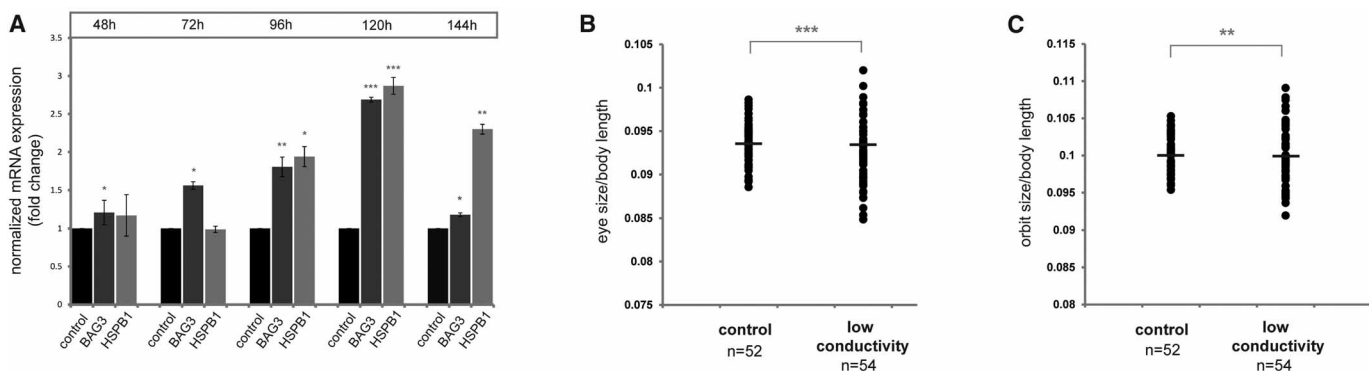 A
48h 72h 96h 120h 144h
normalized mRNA expression
(fold change)
3.5
3
2.5
2
1.5
1
0.5
0
*
*
**
*
***
***
*
**
control BAG3 HSPB1 control BAG3 HSPB1 control BAG3 HSPB1 control BAG3 HSPB1 control BAG3 HSPB1
B
***
eye size/body length
0.105
0.1
0.095
0.09
0.085
0.08
0.075
control
n=52
low
conductivity
n=54
C
**
orbit size/body length
0.115
0.11
0.105
0.1
0.095
0.09
0.085
0.08
control
n=52
low
conductivity
n=54